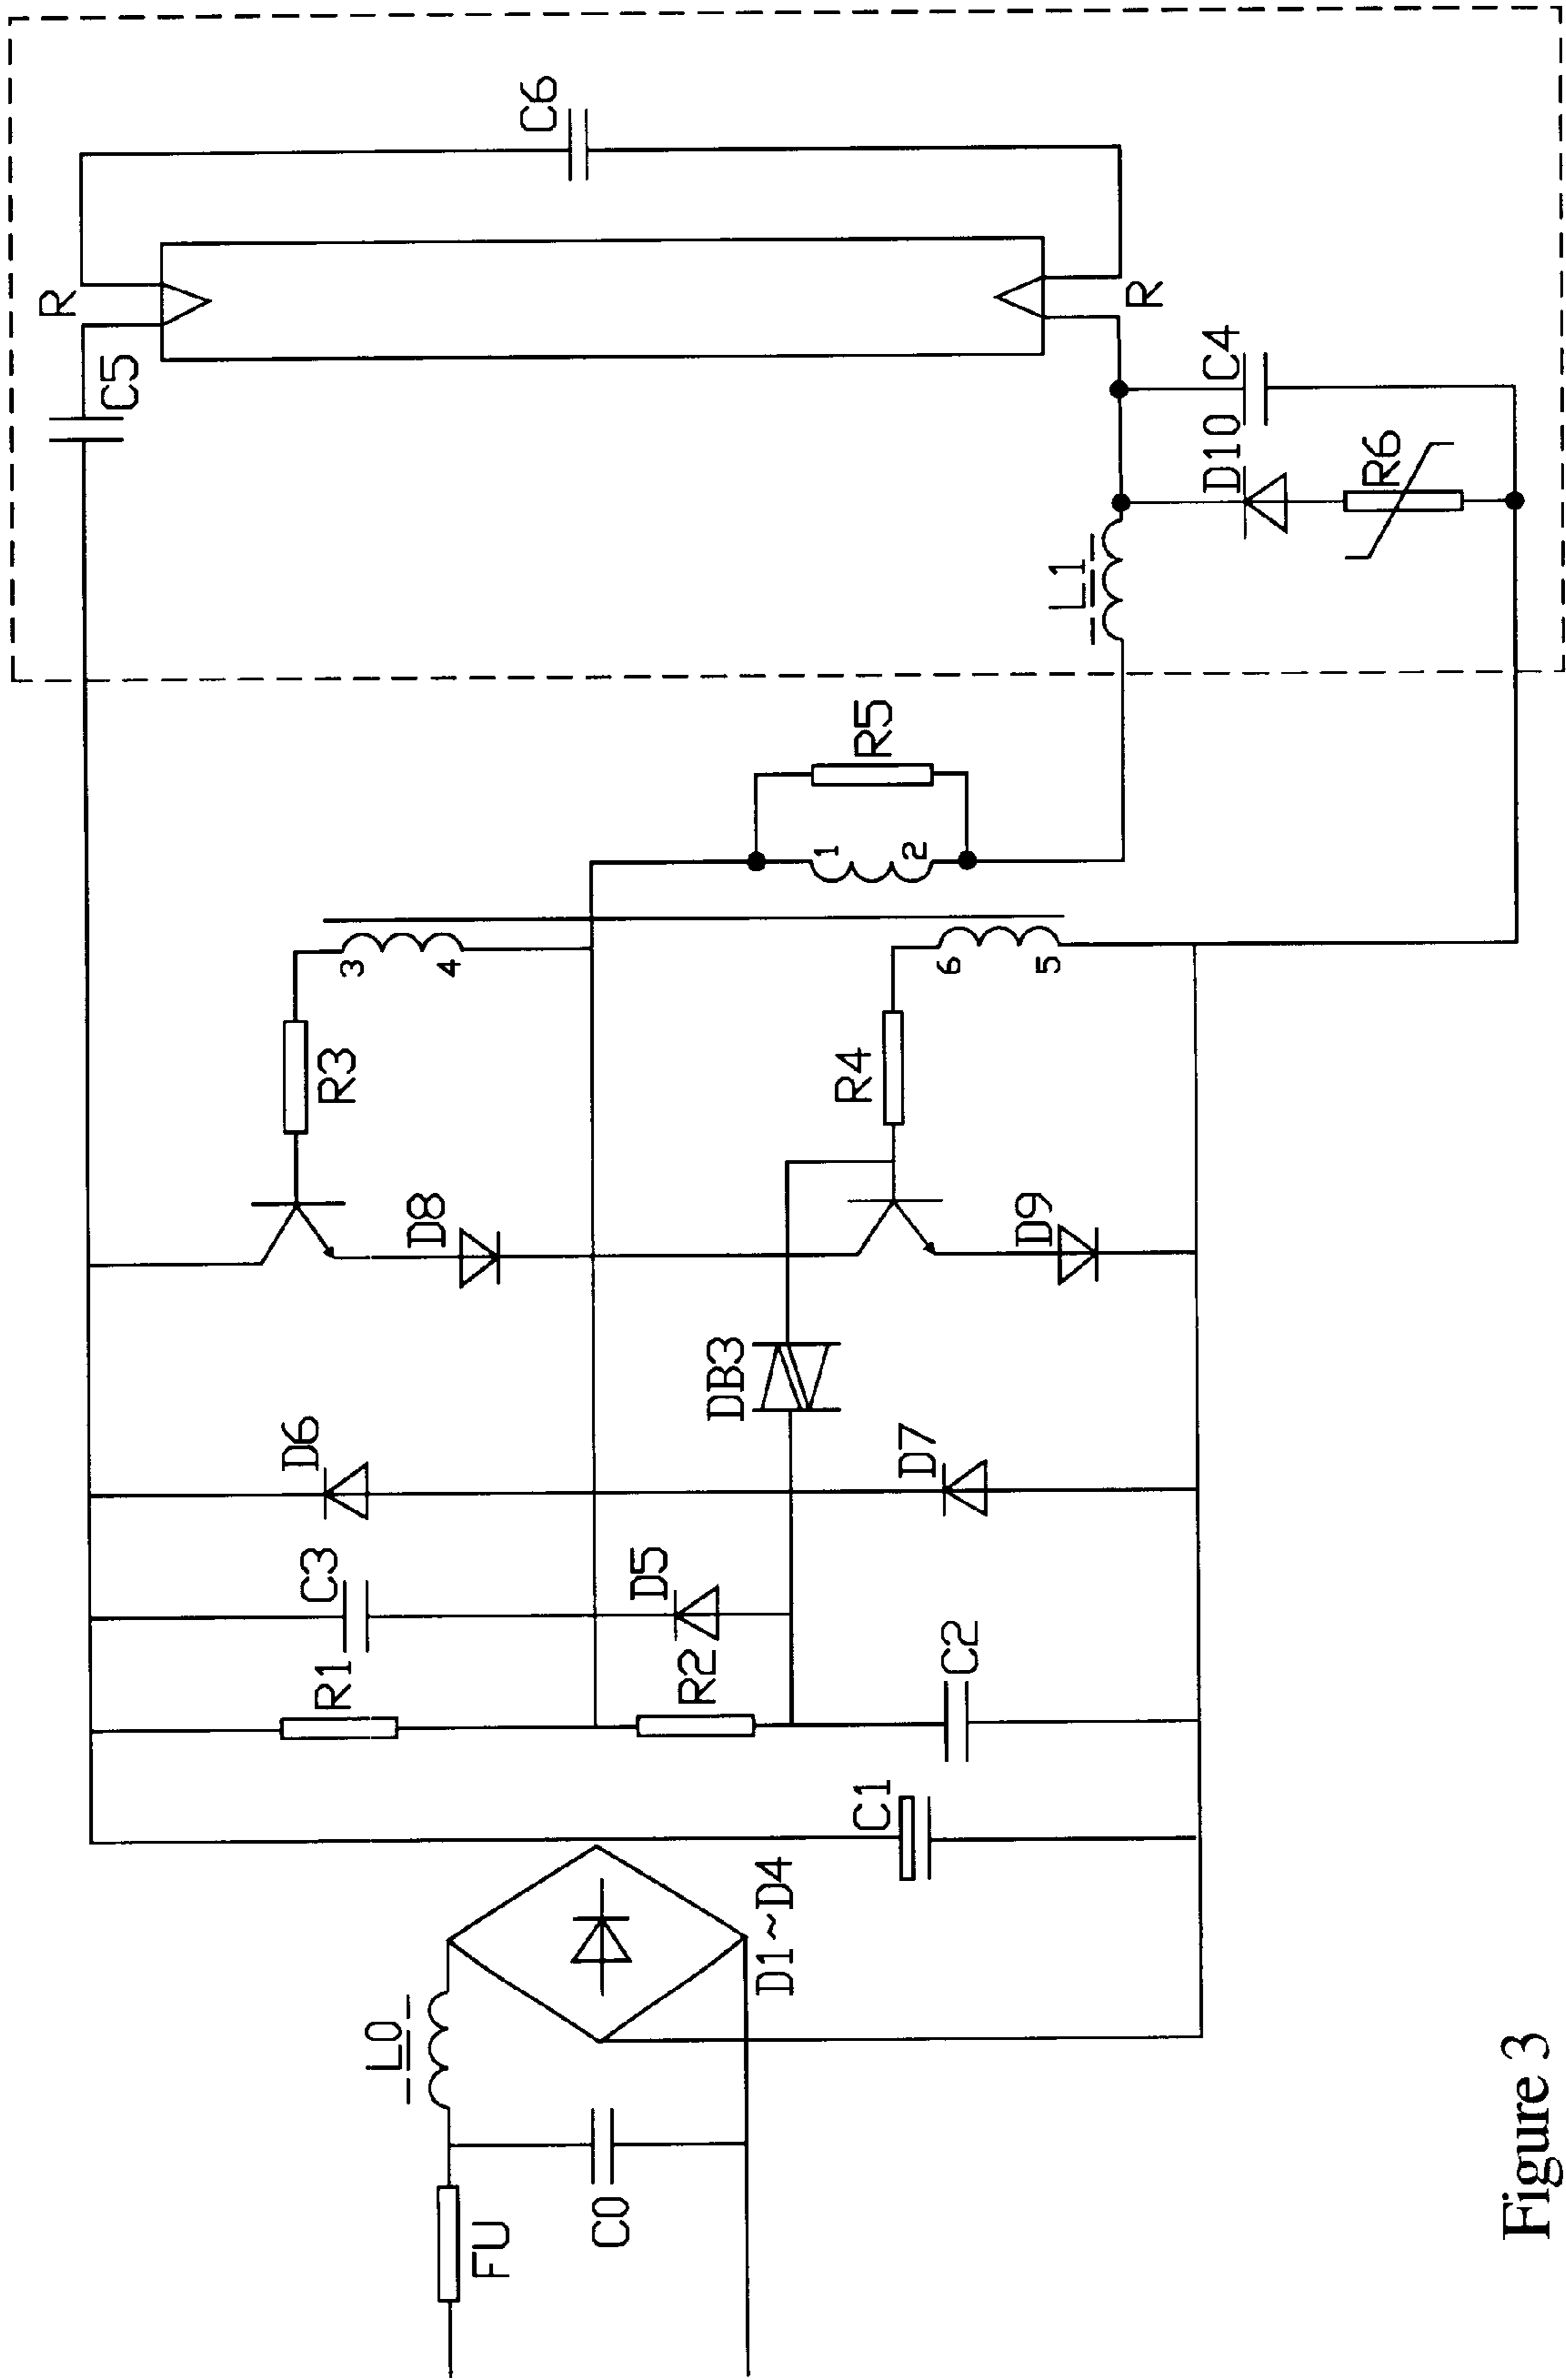 FU
C0
L0
D1~D4
C1
R1
C3
R2
D5
C2
D6
D7
DB3
D8
D9
R3
R4
3
4
6
5
1
2
R5
L1
D10
C4
R6
C5
R
R
C6
Figure 3